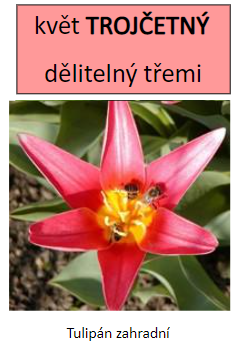 květ TROJČETNÝ
dělitelný třemi
Tulipán zahradní